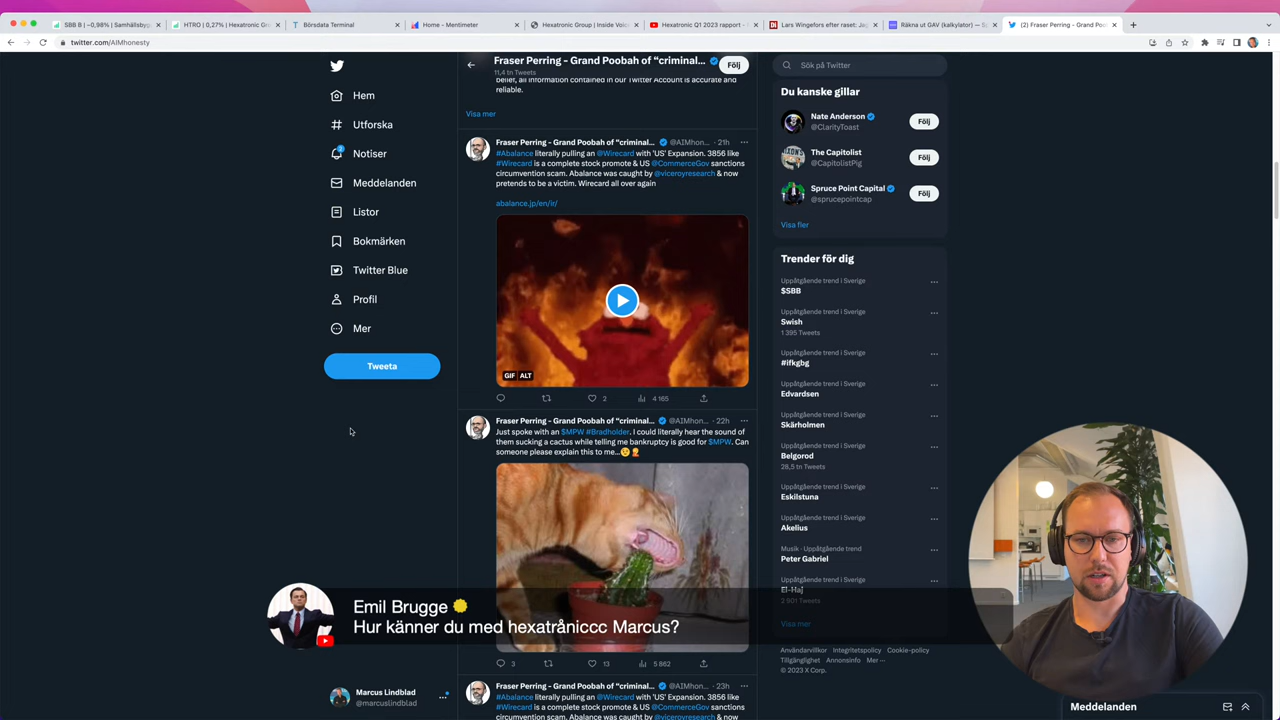 SBB B | −0,98% | Samhällsbyg
HTRO | 0,27% | Hexatronic Gr
Börsdata Terminal
Home - Mentimeter
Hexatronic Group | Inside Voic
Hexatronic Q1 2023 rapport -
Lars Wingefors efter raset: Jag
Räkna ut GAV (kalkylator) —
(2) Fraser Perring - Grand Poo
twitter.com/AIMhonesty
Hem
Utforska
2
Notiser
Meddelanden
Listor
Bokmärken
Twitter Blue
Profil
Mer
Tweeta
Marcus Lindblad
@marcuslindblad
Fraser Perring - Grand Poobah of “criminal...
11,4 tn Tweets
Följ
belief, all information contained in our Twitter Account is accurate and
reliable.
Visa mer
Fraser Perring - Grand Poobah of “criminal... @AIMhon... · 21h
#Abalance literally pulling an @Wirecard with 'US' Expansion. 3856 like
#Wirecard is a complete stock promote & US @CommerceGov sanctions
circumvention scam. Abalance was caught by @viceroyresearch & now
pretends to be a victim. Wirecard all over again
abalance.jp/en/ir/
GIF ALT
2 4 165
Fraser Perring - Grand Poobah of “criminal... @AIMhon... · 22h
Just spoke with an $MPW #Bradholder. I could literally hear the sound of
them sucking a cactus while telling me bankruptcy is good for $MPW. Can
someone please explain this to me...
3 13 5 862
Fraser Perring - Grand Poobah of “criminal... @AIMhon... · 23h
#Abalance literally pulling an @Wirecard with 'US' Expansion. 3856 like
#Wirecard is a complete stock promote & US @CommerceGov sanctions
circumvention scam. Abalance was caught by @viceroyresearch & now
Sök på Twitter
Du kanske gillar
Nate Anderson
@ClarityToast
Följ
The Capitolist
@CapitolistPig
Följ
Spruce Point Capital
@sprucepointcap
Följ
Visa fler
Trender för dig
Uppåtgående trend i Sverige
$SBB
Uppåtgående trend i Sverige
Swish
1 395 Tweets
Uppåtgående trend i Sverige
#ifkgbg
Uppåtgående trend i Sverige
Edvardsen
Uppåtgående trend i Sverige
Skärholmen
Uppåtgående trend i Sverige
Belgorod
28,5 tn Tweets
Uppåtgående trend i Sverige
Eskilstuna
Uppåtgående trend i Sverige
Akelius
Musik · Uppåtgående trend
Peter Gabriel
Uppåtgående trend i Sverige
El-Haj
2 901 Tweets
Visa mer
Användarvillkor Integritetspolicy Cookie-policy
Tillgänglighet Annonsinfo Mer ...
© 2023 X Corp.
Meddelanden
Emil Brugge
Hur känner du med hexatråniccc Marcus?